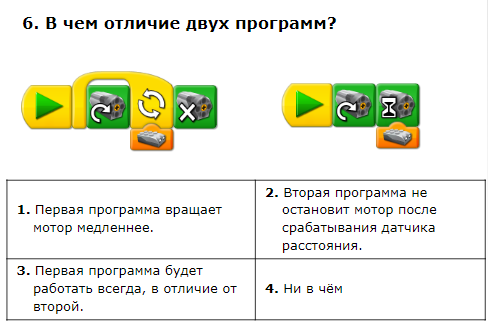 6. В чем отличие двух программ?
1. Первая программа вращает
мотор медленнее.
2. Вторая программа не
остановит мотор после
срабатывания датчика
расстояния.
3. Первая программа будет
работать всегда, в отличие от
второй.
4. Ни в чём